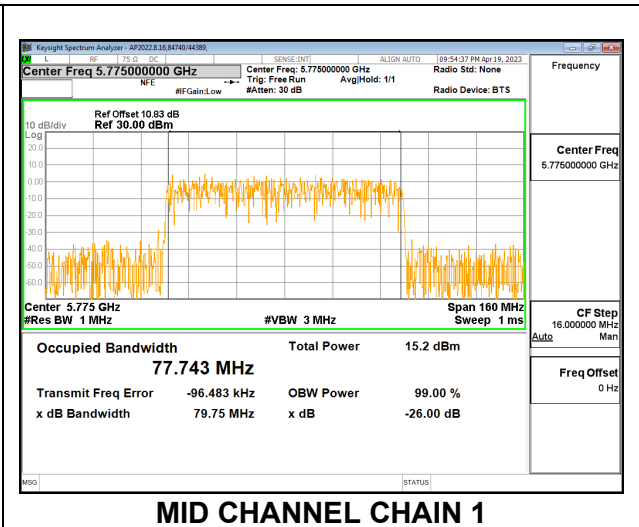 Keysight Spectrum Analyzer - AP2022.8.16,84740/44389,
LXI L RF 75 Ω DC SENSE:INT ALIGN AUTO 09:54:37 PM Apr 19, 2023
Center Freq 5.775000000 GHz Center Freq: 5.775000000 GHz Radio Std: None Frequency
NFE Trig: Free Run Avg|Hold: 1/1
#IFGain:Low #Atten: 30 dB Radio Device: BTS
Ref Offset 10.83 dB
10 dB/div Ref 30.00 dBm
Log
20.0
10.0
0.00
-10.0
-20.0
-30.0
-40.0
-50.0
-60.0
Center Freq
5.775000000 GHz
Center 5.775 GHz Span 160 MHz
#Res BW 1 MHz #VBW 3 MHz Sweep 1 ms
CF Step
16.000000 MHz
Auto Man
Occupied Bandwidth Total Power 15.2 dBm
77.743 MHz
Freq Offset
0 Hz
Transmit Freq Error -96.483 kHz OBW Power 99.00 %
x dB Bandwidth 79.75 MHz x dB -26.00 dB
MSG STATUS
MID CHANNEL CHAIN 1